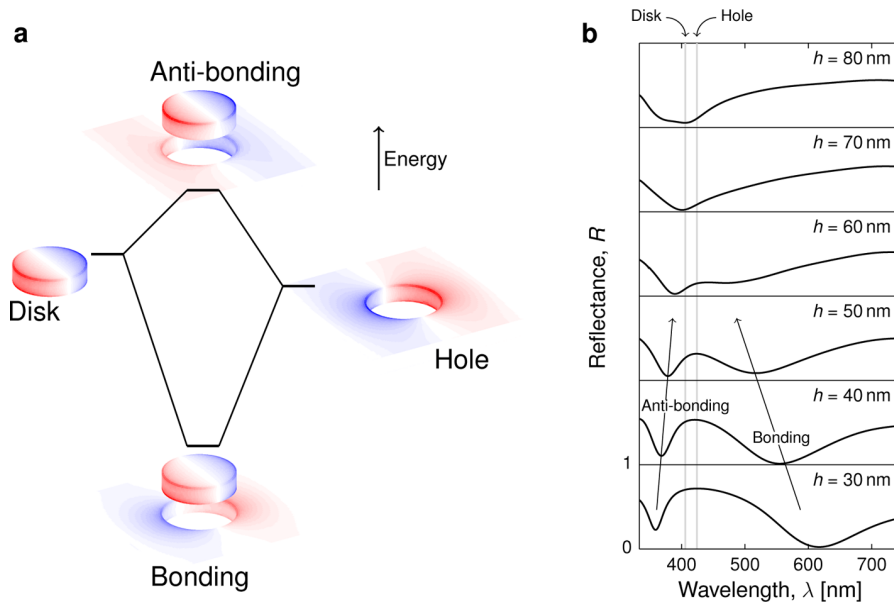 a
Anti-bonding
Energy
Disk
Hole
Bonding
b
Disk Hole
h = 80 nm
h = 70 nm
h = 60 nm
h = 50 nm
h = 40 nm
h = 30 nm
Anti-bonding
Bonding
Reflectance, R
1
0
400 500 600 700
Wavelength, λ [nm]